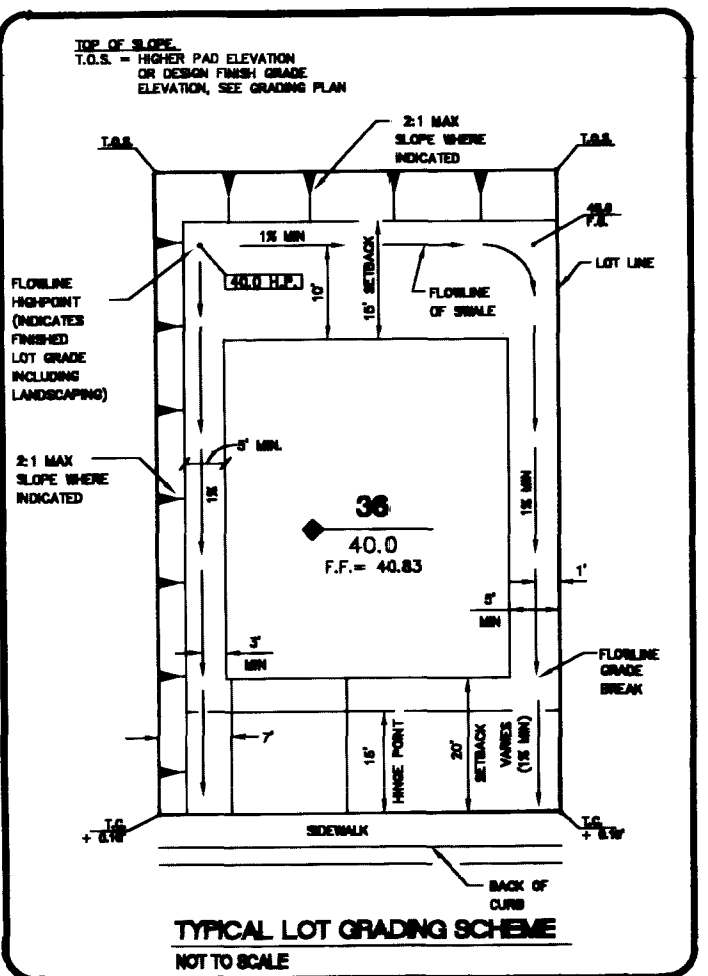 TOP OF SLOPE.
T.O.S. = HIGHER PAD ELEVATION
OR DESIGN FINISH GRADE
ELEVATION, SEE GRADING PLAN
2:1 MAX
SLOPE WHERE
INDICATED
T.O.S.
T.O.S.
F.G.
LOT LINE
1% MIN
40.0 H.P.
10'
15' SETBACK
FLOWLINE
OF SWALE
FLOWLINE
HIGHPOINT
(INDICATES
FINISHED
LOT GRADE
INCLUDING
LANDSCAPING)
5' MIN.
2:1 MAX
SLOPE WHERE
INDICATED
1%
1% MIN
36
40.0
F.F.= 40.83
1'
5'
MIN
3'
MIN
FLOWLINE
GRADE
BREAK
7'
15'
HINGE POINT
20'
SETBACK
VARIES
(1% MIN)
T.C.
T.C.
SIDEWALK
BACK OF
CURB
TYPICAL LOT GRADING SCHEME
NOT TO SCALE